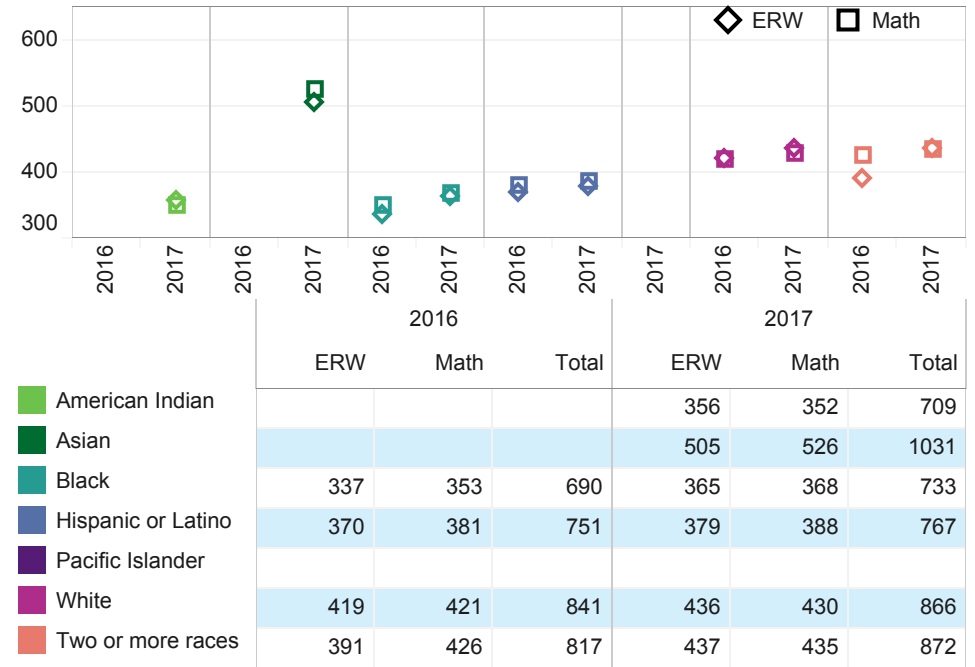 ERW Math
600
500
400
300
2016 2017 2016 2017 2016 2017 2016 2017 2017 2016 2017 2016 2017
2016 2017
ERW Math Total ERW Math Total
American Indian 356 352 709
Asian 505 526 1031
Black 337 353 690 365 368 733
Hispanic or Latino 370 381 751 379 388 767
Pacific Islander
White 419 421 841 436 430 866
Two or more races 391 426 817 437 435 872